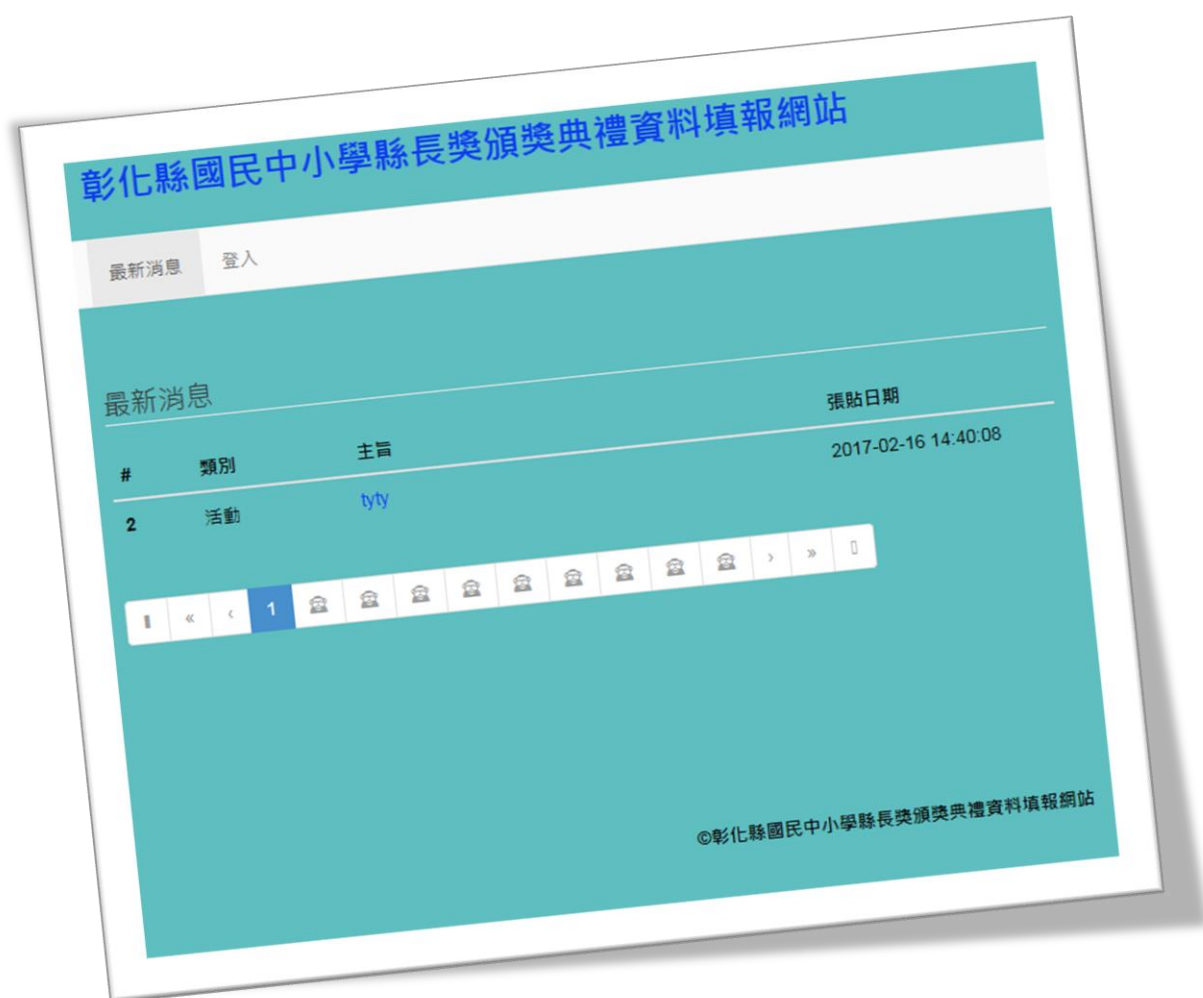 彰化縣國民中小學縣長獎頒獎典禮資料填報網站
最新消息 登入
最新消息
# 類別 主旨 張貼日期
2 活動 tyty 2017-02-16 14:40:08
« ‹ 1 › »
©彰化縣國民中小學縣長獎頒獎典禮資料填報網站